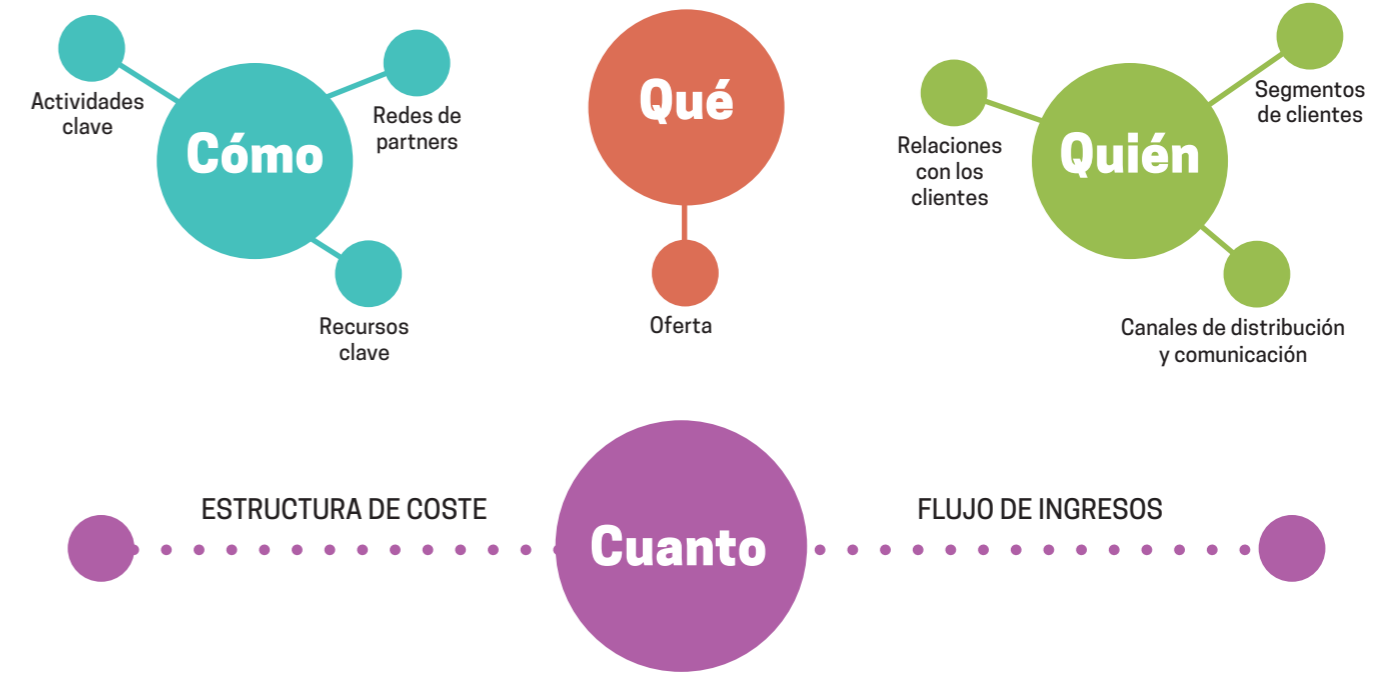 Cómo
Actividades
clave
Redes de
partners
Recursos
clave
Qué
Oferta
Quién
Relaciones
con los
clientes
Segmentos
de clientes
Canales de distribución
y comunicación
ESTRUCTURA DE COSTE
Cuanto
FLUJO DE INGRESOS